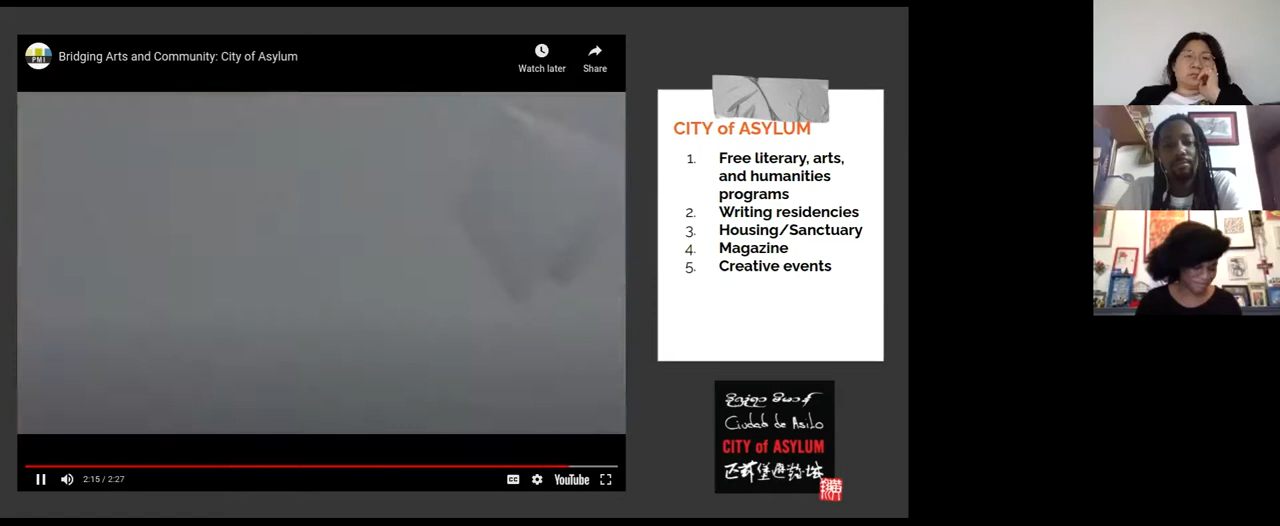 PMI
Bridging Arts and Community: City of Asylum
Watch later
Share
2:15 / 2:27
CC
YouTube
CITY of ASYLUM
1. Free literary, arts,
and humanities
programs
2. Writing residencies
3. Housing/Sanctuary
4. Magazine
5. Creative events
Ciudad de Asilo
CITY of ASYLUM